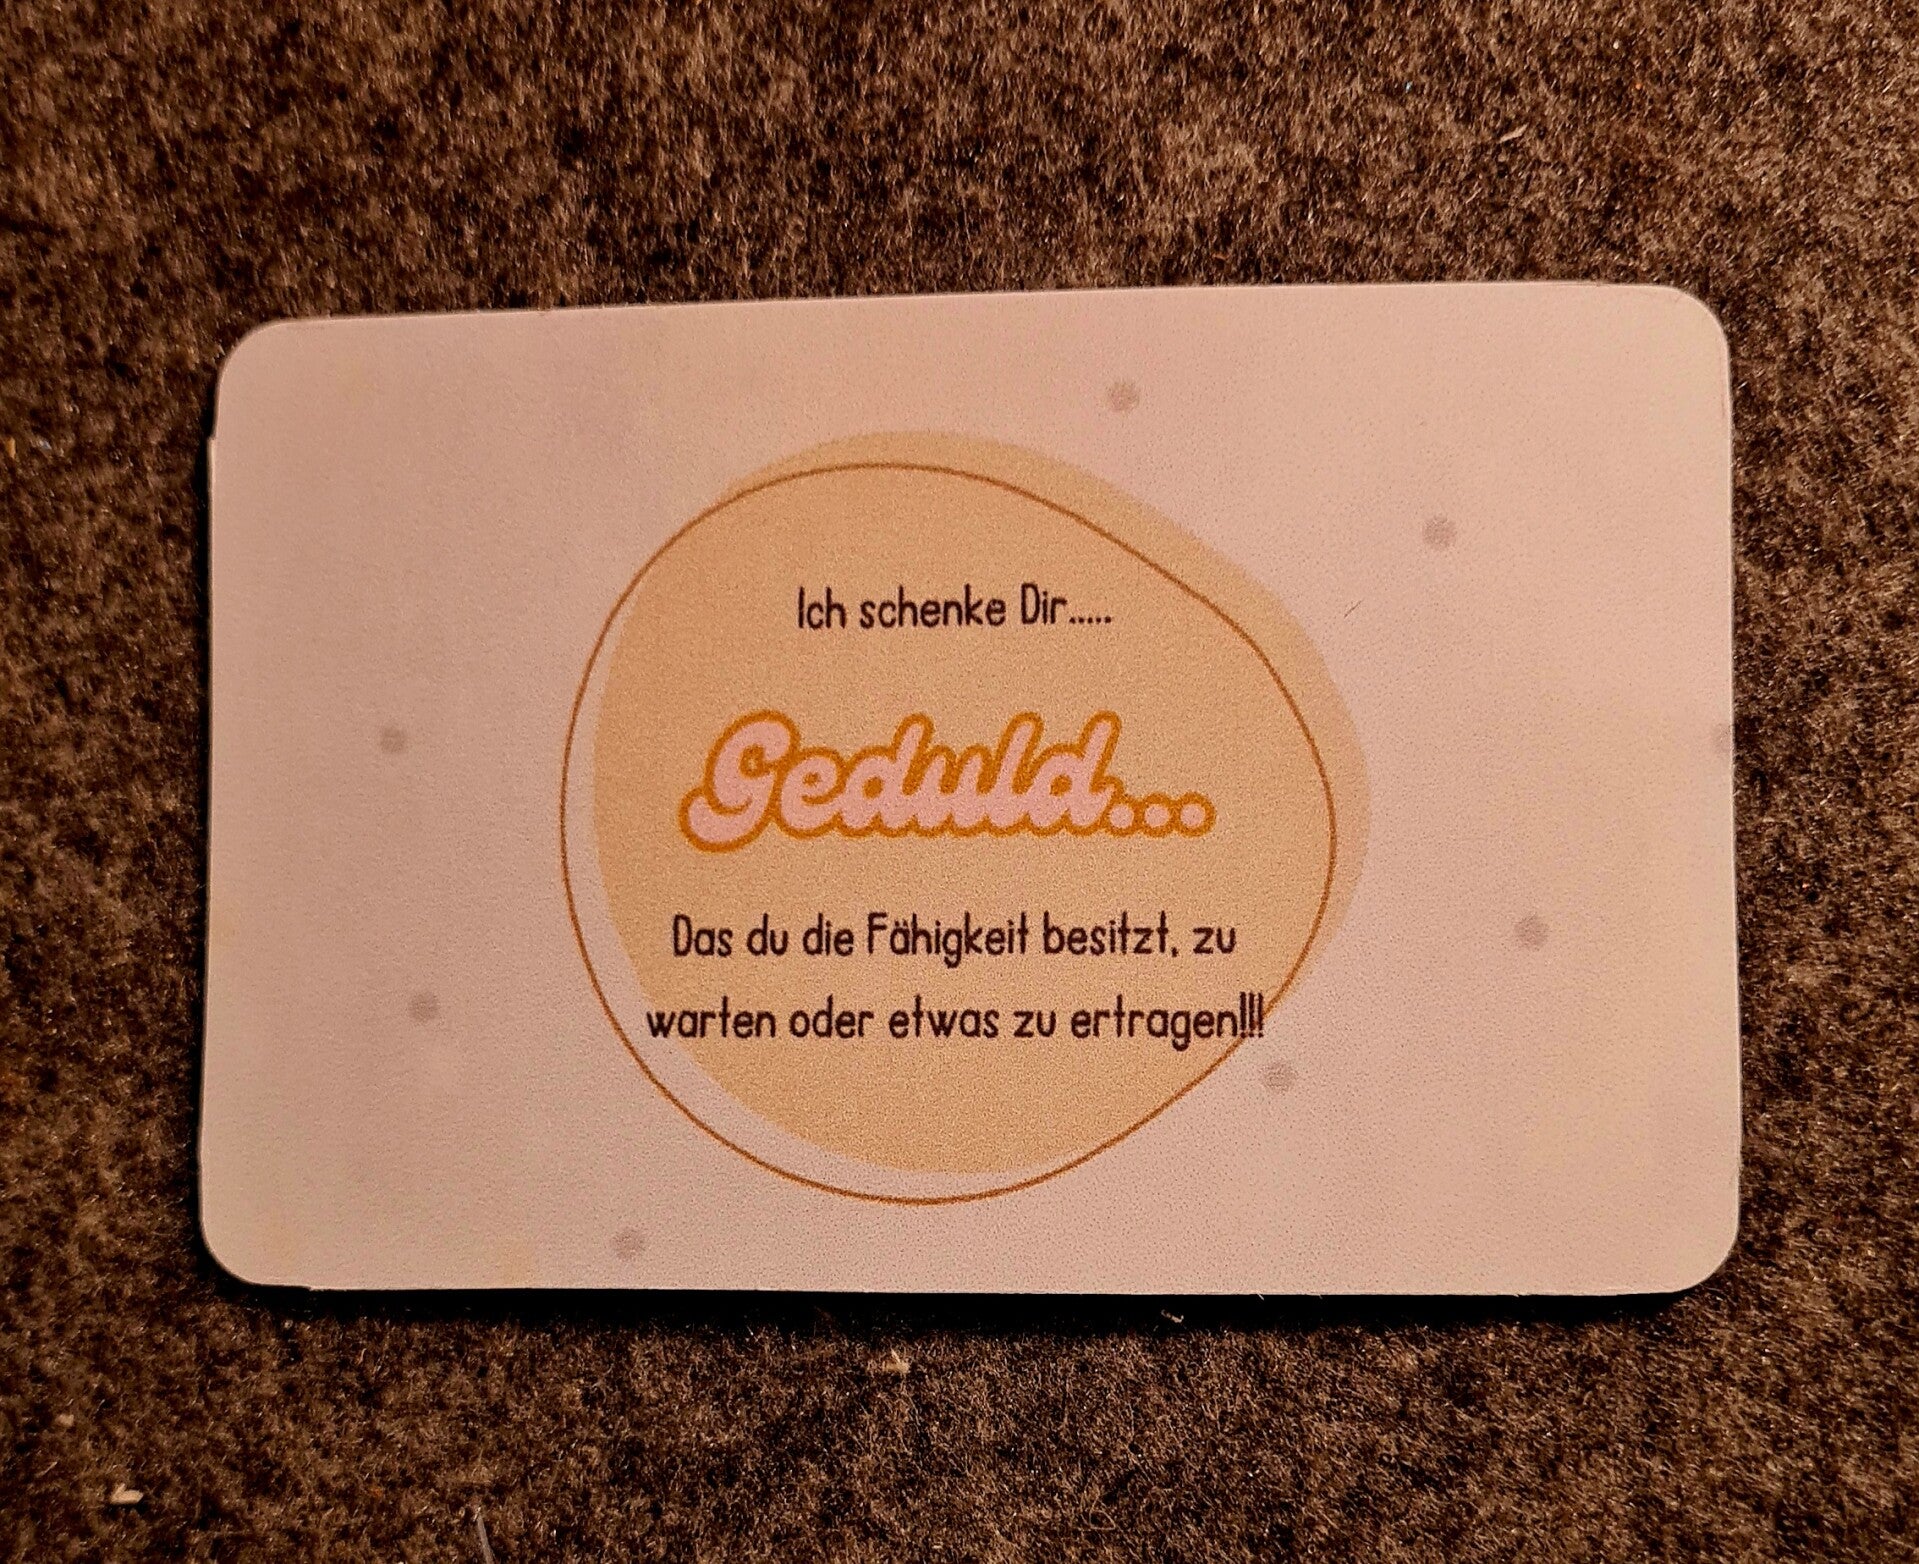 Ich schenke Dir.....
Geduld...
Das du die Fähigkeit besitzt, zu
warten oder etwas zu ertragen!!!